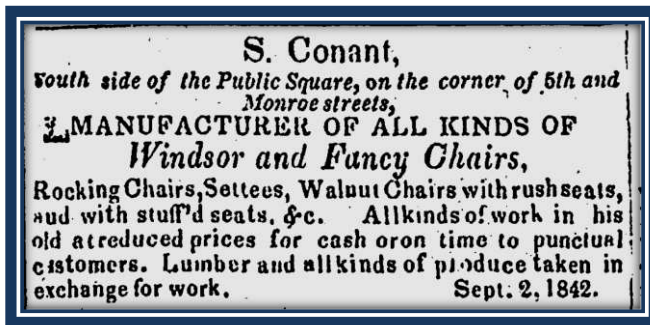 S. Conant,
South side of the Public Square, on the corner of 5th and
Monroe streets,
MANUFACTURER OF ALL KINDS OF
Windsor and Fancy Chairs,
Rocking Chairs, Settees, Walnut Chairs with rush seats,
aud with stuff'd seats, &c. All kinds of work in his
old at reduced prices for cash or on time to punctual
customers. Lumber and all kinds of produce taken in
exchange for work. Sept. 2, 1842.